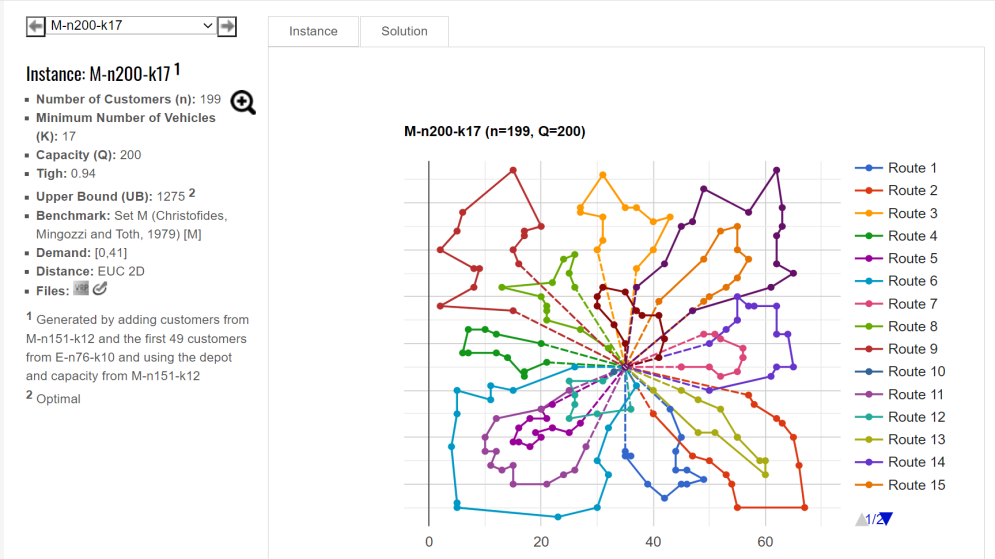 M-n200-k17
Instance
Solution
Instance: M-n200-k17 1
Number of Customers (n): 199
Minimum Number of Vehicles
(K): 17
Capacity (Q): 200
Tigh: 0.94
Upper Bound (UB): 1275 2
Benchmark: Set M (Christofides,
Mingozzi and Toth, 1979) [M]
Demand: [0,41]
Distance: EUC 2D
Files: VRP
1 Generated by adding customers from
M-n151-k12 and the first 49 customers
from E-n76-k10 and using the depot
and capacity from M-n151-k12
2 Optimal
M-n200-k17 (n=199, Q=200)
Route 1
Route 2
Route 3
Route 4
Route 5
Route 6
Route 7
Route 8
Route 9
Route 10
Route 11
Route 12
Route 13
Route 14
Route 15
1/2
0 20 40 60